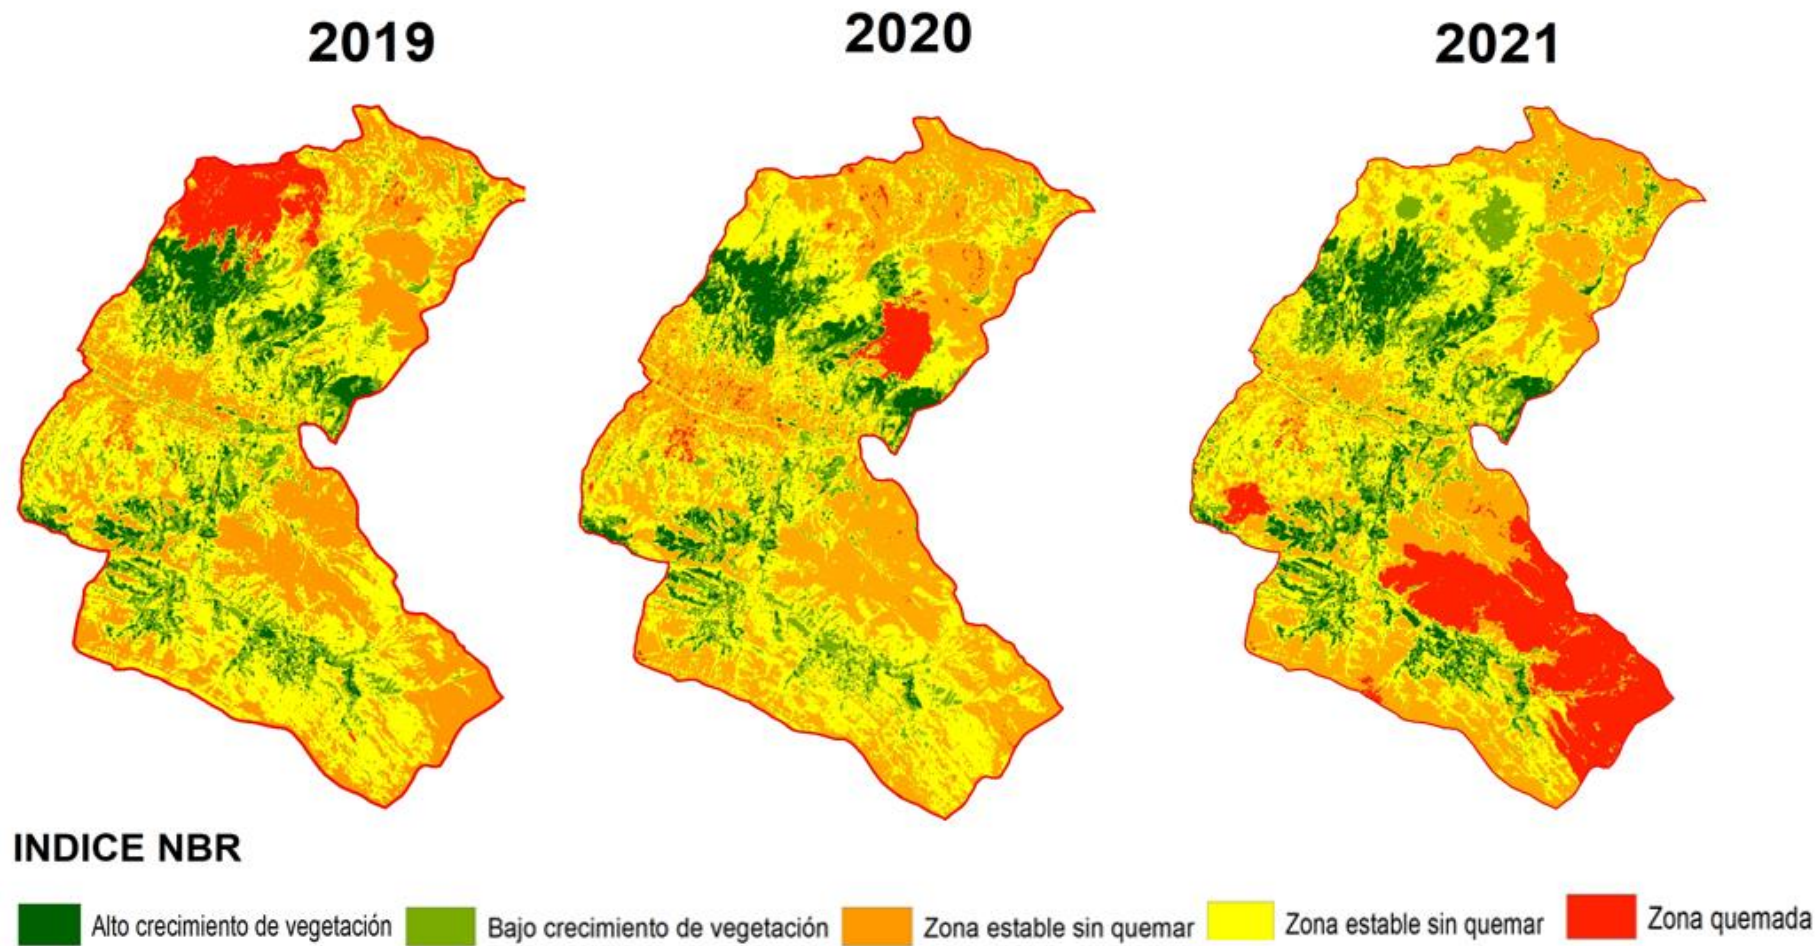 2019
2020
2021
INDICE NBR
Alto crecimiento de vegetación
Bajo crecimiento de vegetación
Zona estable sin quemar
Zona estable sin quemar
Zona quemada